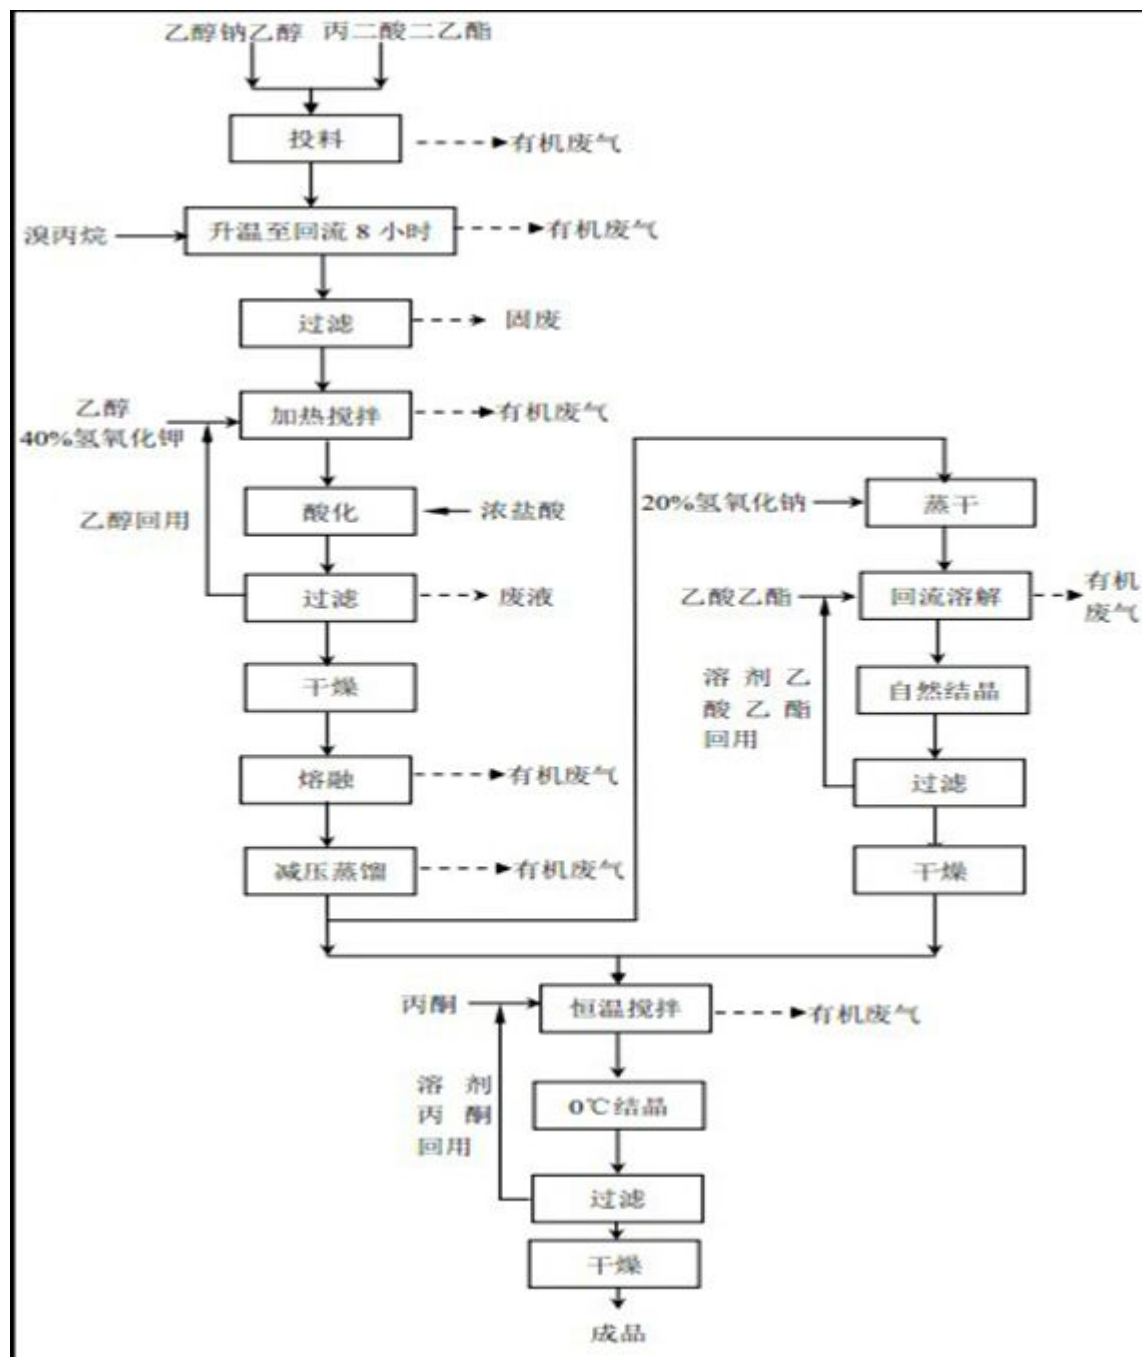 乙醇钠乙醇 丙二酸二乙酯
投料
有机废气
溴丙烷
升温至回流 8 小时
有机废气
过滤
固废
乙醇
40%氢氧化钾
加热搅拌
有机废气
酸化
浓盐酸
乙醇回用
过滤
废液
干燥
熔融
有机废气
减压蒸馏
有机废气
20%氢氧化钠
蒸干
乙酸乙酯
回流溶解
有机
废气
溶 剂 乙
酸 乙 酯
回用
自然结晶
过滤
干燥
丙酮
恒温搅拌
有机废气
溶 剂
丙 酮
回用
0℃结晶
过滤
干燥
成品